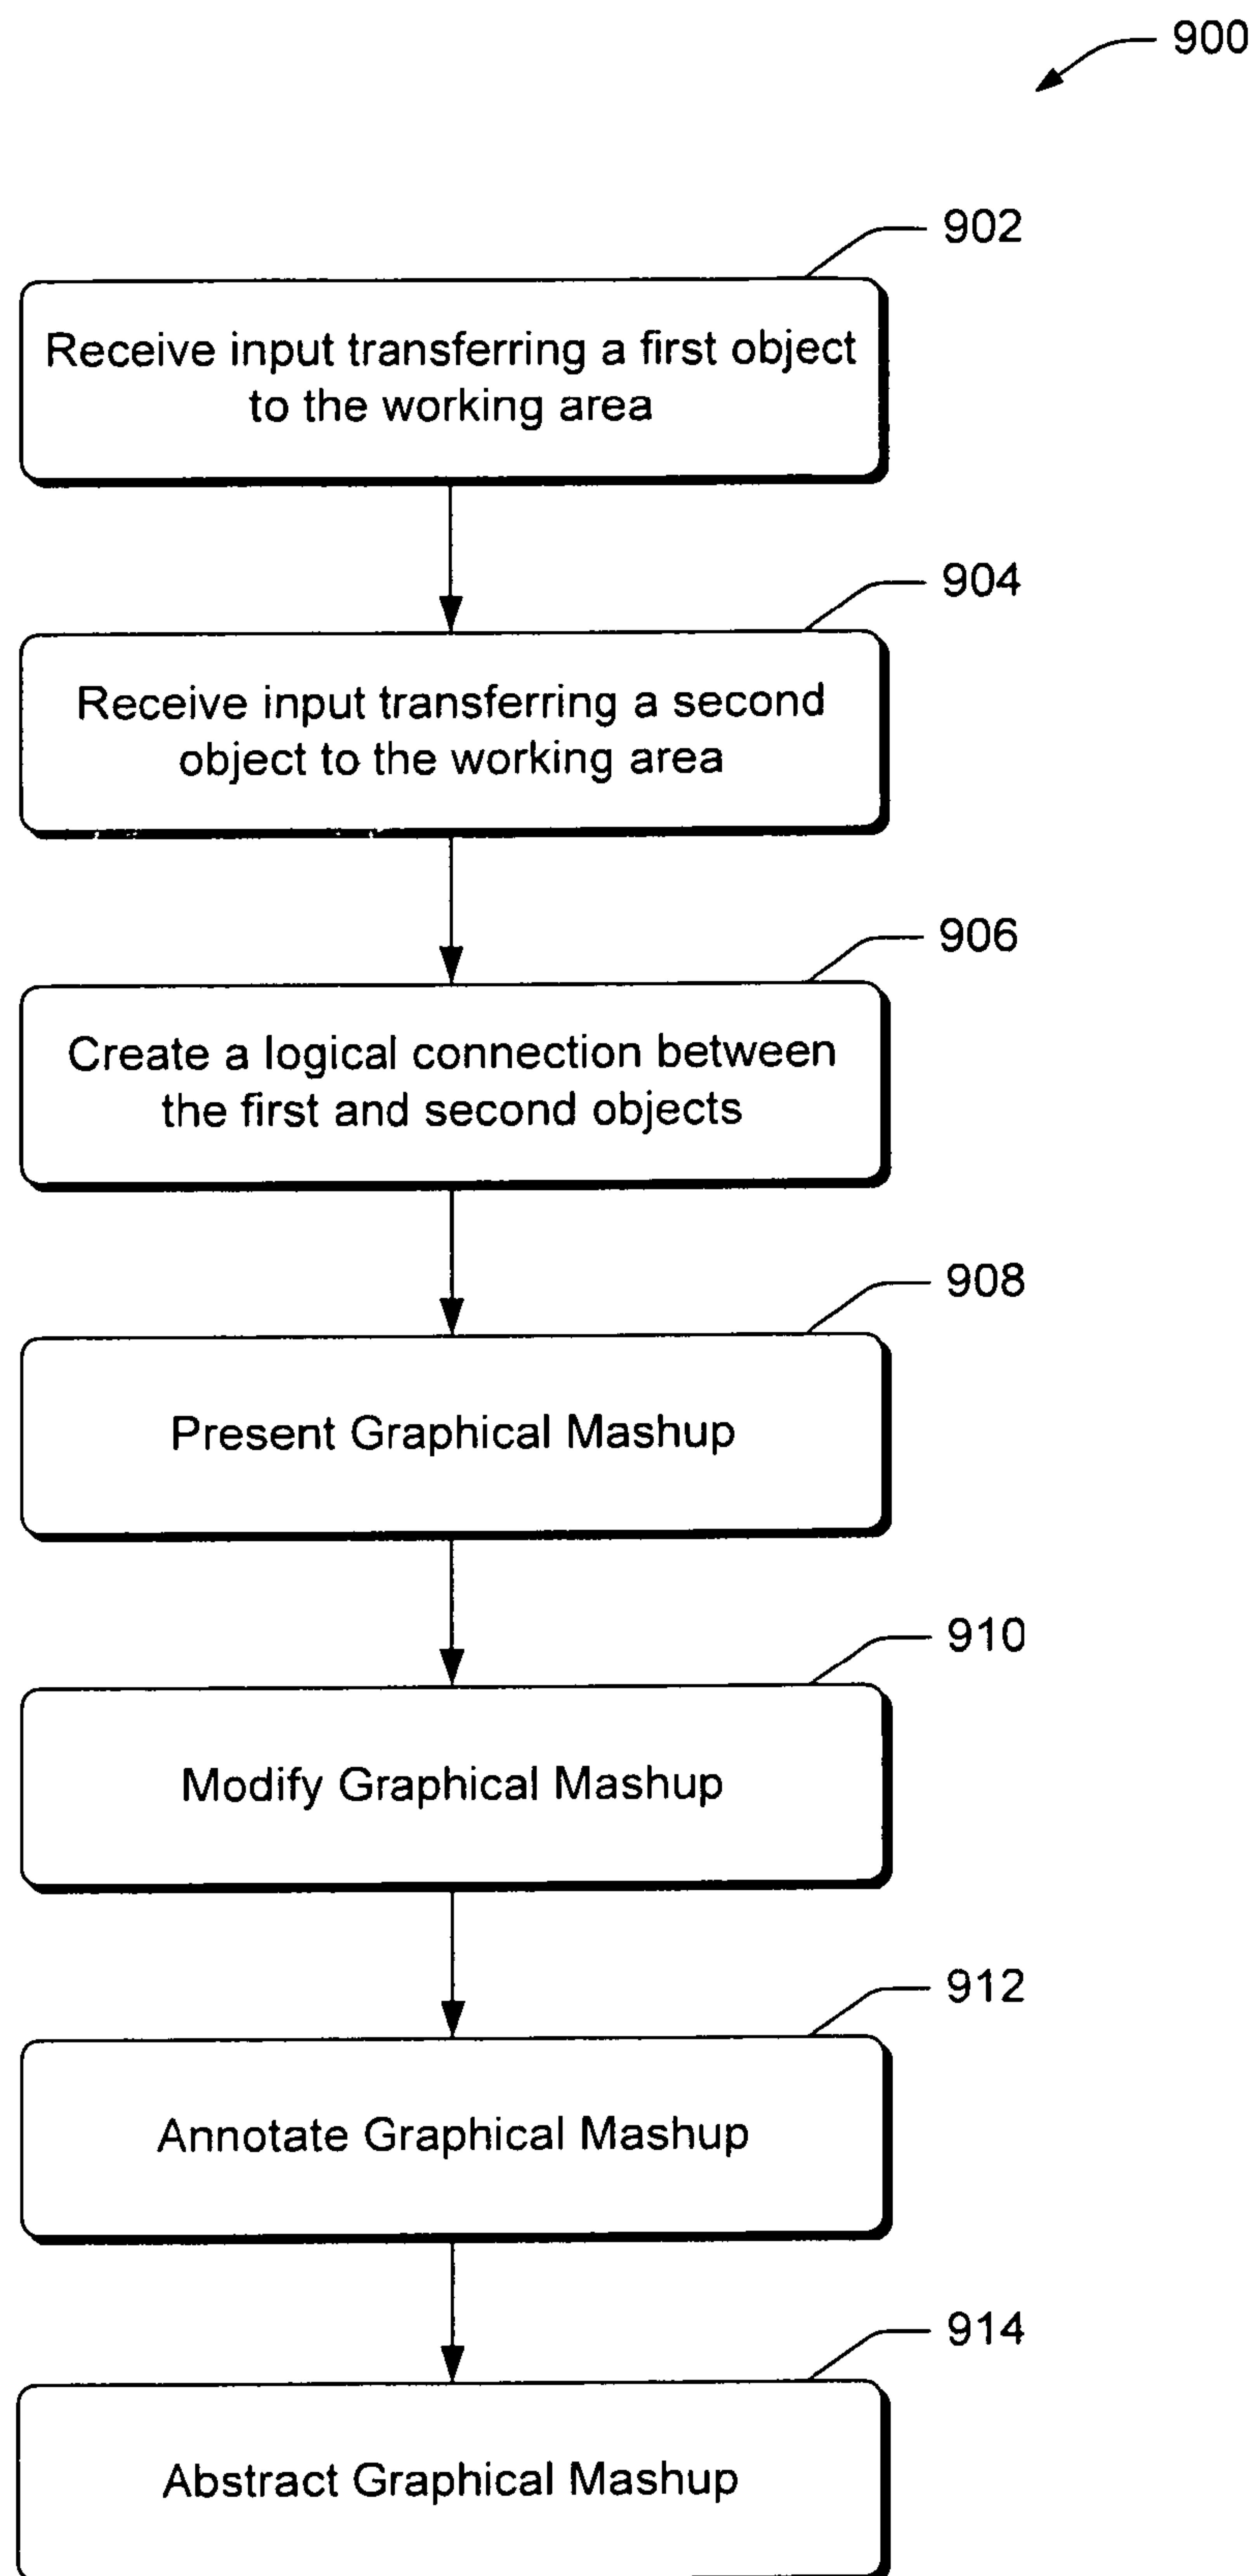 900
902
Receive input transferring a first object
to the working area
904
Receive input transferring a second
object to the working area
906
Create a logical connection between
the first and second objects
908
Present Graphical Mashup
910
Modify Graphical Mashup
912
Annotate Graphical Mashup
914
Abstract Graphical Mashup